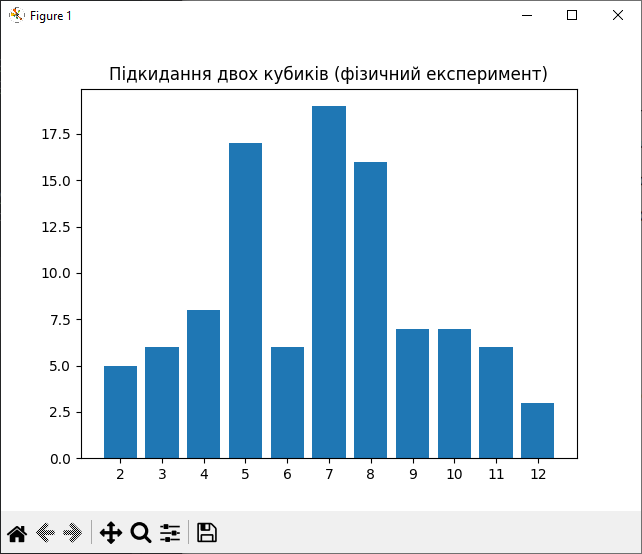 Figure 1
Підкидання двох кубиків (фізичний експеримент)
17.5
15.0
12.5
10.0
7.5
5.0
2.5
0.0
2 3 4 5 6 7 8 9 10 11 12